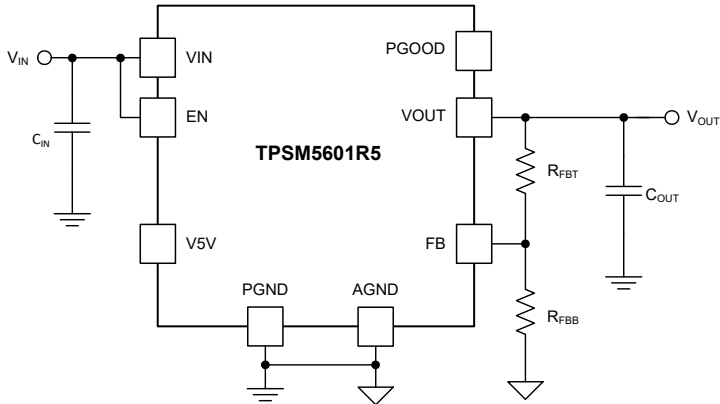 VIN
VIN
PGOOD
EN
VOUT
VOUT
CIN
TPSM5601R5
RFBT
COUT
V5V
FB
PGND
AGND
RFBB